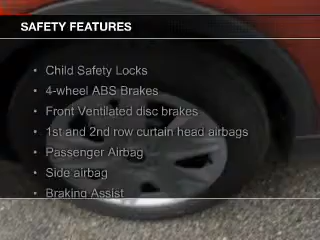 SAFETY FEATURES
• Child Safety Locks
• 4-wheel ABS Brakes
• Front Ventilated disc brakes
• 1st and 2nd row curtain head airbags
• Passenger Airbag
• Side airbag
• Braking Assist